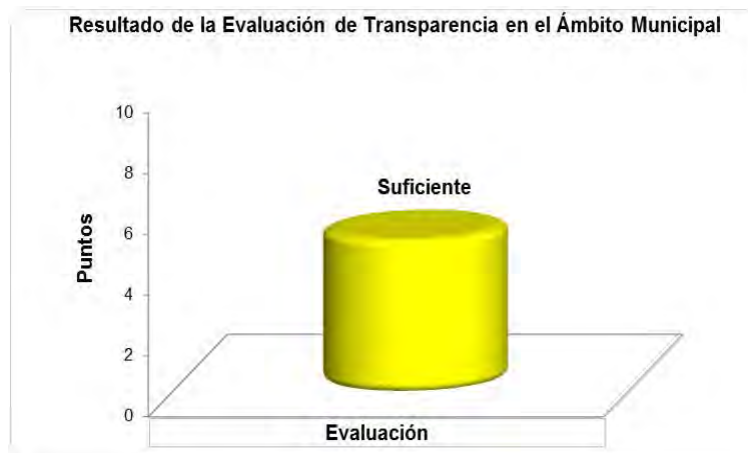 Resultado de la Evaluación de Transparencia en el Ámbito Municipal
10
8
6
4
2
0
Puntos
Suficiente
Evaluación